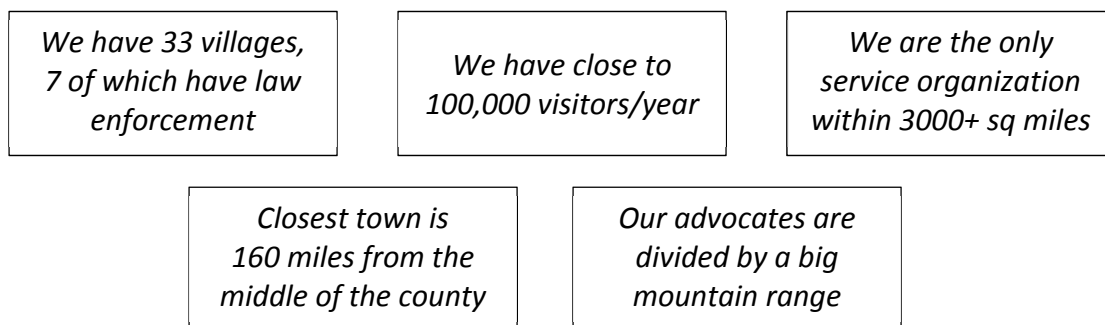 We have 33 villages,
7 of which have law
enforcement
We have close to
100,000 visitors/year
We are the only
service organization
within 3000+ sq miles
Closest town is
160 miles from the
middle of the county
Our advocates are
divided by a big
mountain range